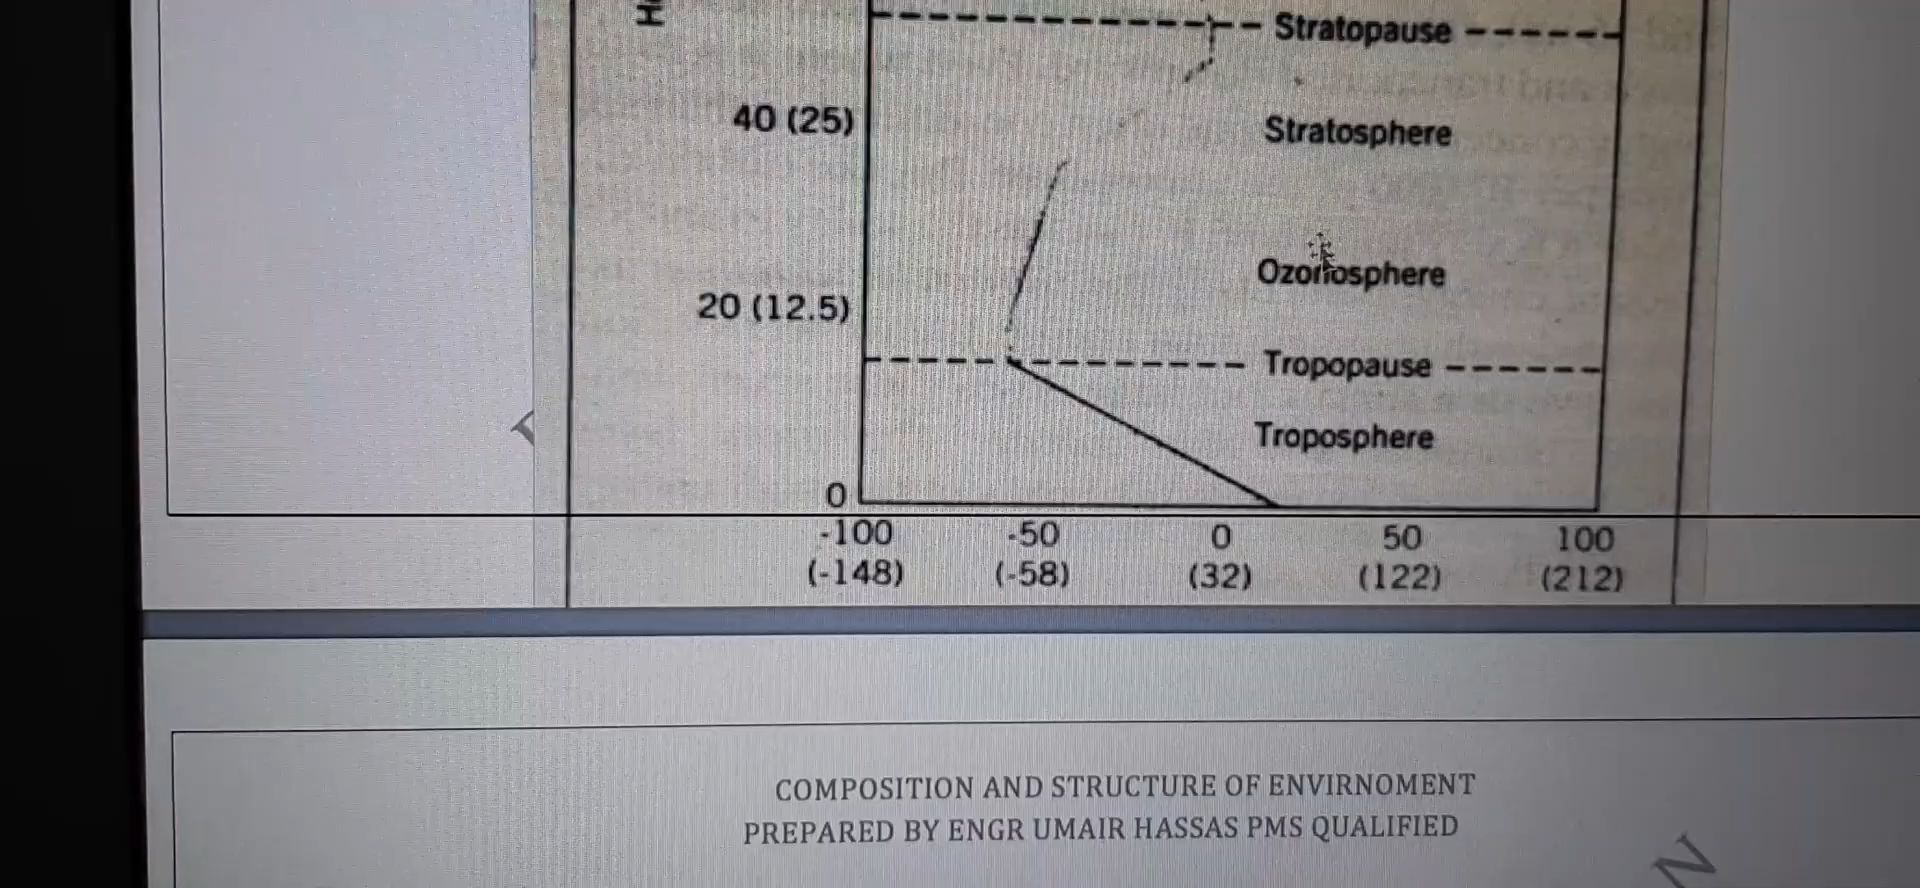 Stratopause
40 (25)
Stratosphere
Ozonosphere
20 (12.5)
Tropopause
Troposphere
0
-100 -50 0 50 100
(-148) (-58) (32) (122) (212)
COMPOSITION AND STRUCTURE OF ENVIRNOMENT
PREPARED BY ENGR UMAIR HASSAS PMS QUALIFIED
N